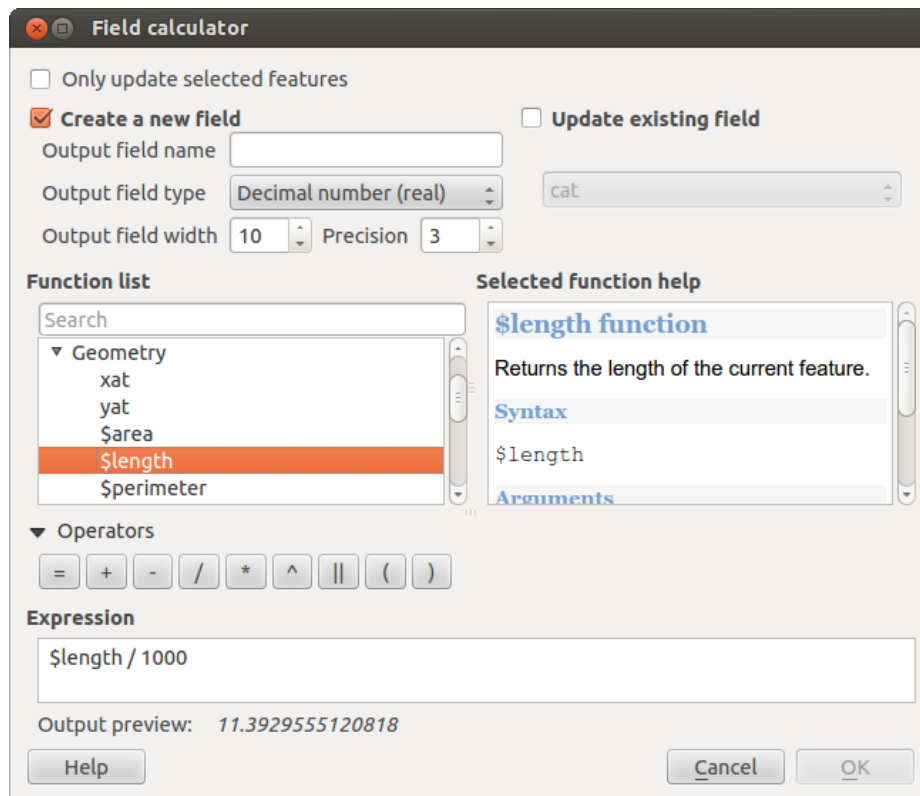 Field calculator
Only update selected features
Create a new field
Update existing field
Output field name
Output field type Decimal number (real)
cat
Output field width 10 Precision 3
Function list
Selected function help
Search
Geometry
xat
yat
$area
$length
$perimeter
$length function
Returns the length of the current feature.
Syntax
$length
Arguments
Operators
= + - / * ^ || ( )
Expression
$length / 1000
Output preview: 11.3929555120818
Help
Cancel
OK